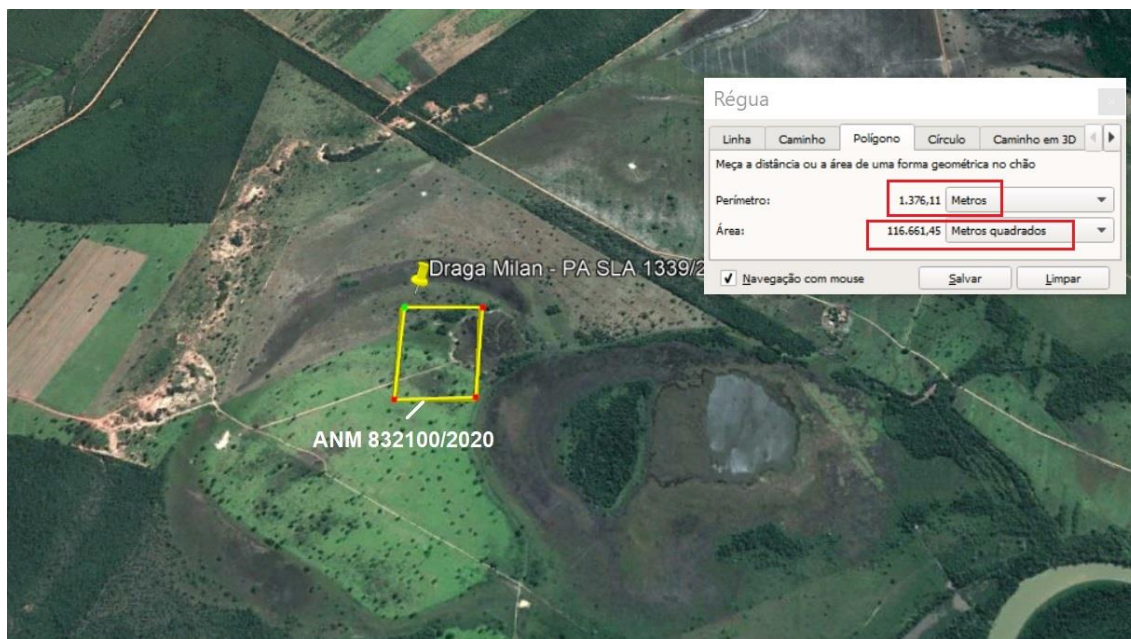 Régua
Linha Caminho Polígono Círculo Caminho em 3D
Meça a distância ou a área de uma forma geométrica no chão
Perímetro: 1.376,11 Metros
Área: 116.661,45 Metros quadrados
Navegação com mouse Salvar Limpar
Draga Milan - PA SLA 1339/2
ANM 832100/2020